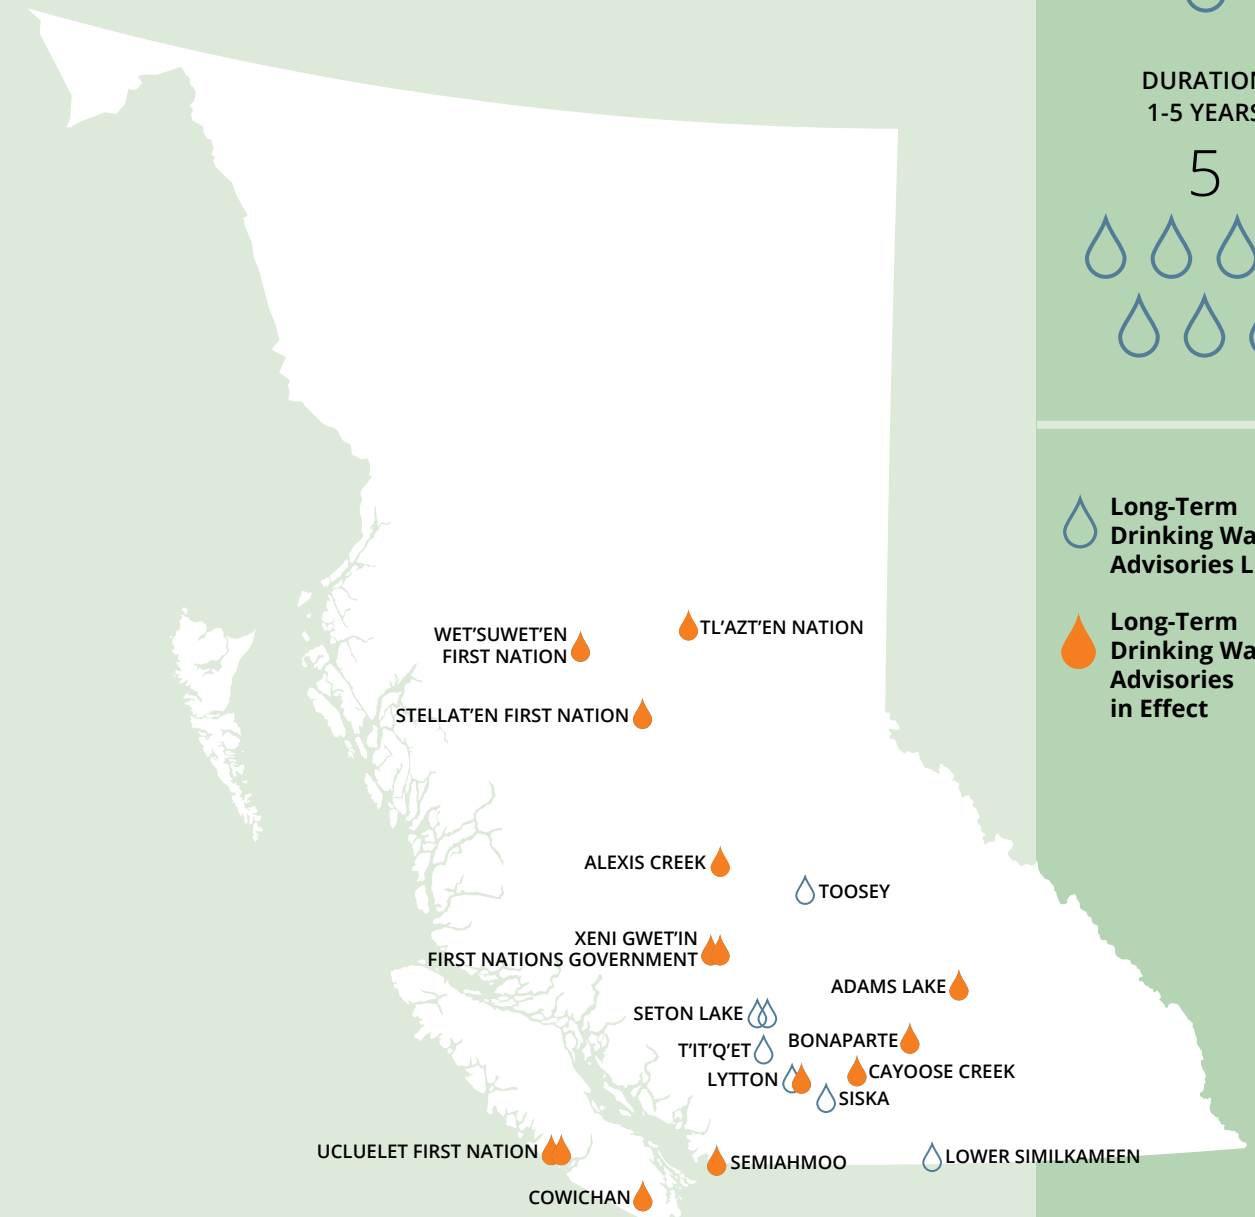 DURATION
1-5 YEARS
5
Long-Term
Drinking
Advisories
Long-Term
Drinking
Advisories
in Effect
WET’SUWET’EN
FIRST NATION
TL’AZT’EN NATION
STELLAT’EN FIRST NATION
ALEXIS CREEK
TOOSEY
XENI GWET’IN
FIRST NATIONS GOVERNMENT
ADAMS LAKE
SETON LAKE
BONAPARTE
T’IT’Q’ET
CAYOOSE CREEK
LYTTON
SISKA
UCLUELET FIRST NATION
SEMIAHMOO
LOWER SIMILKAMEEN
COWICHAN